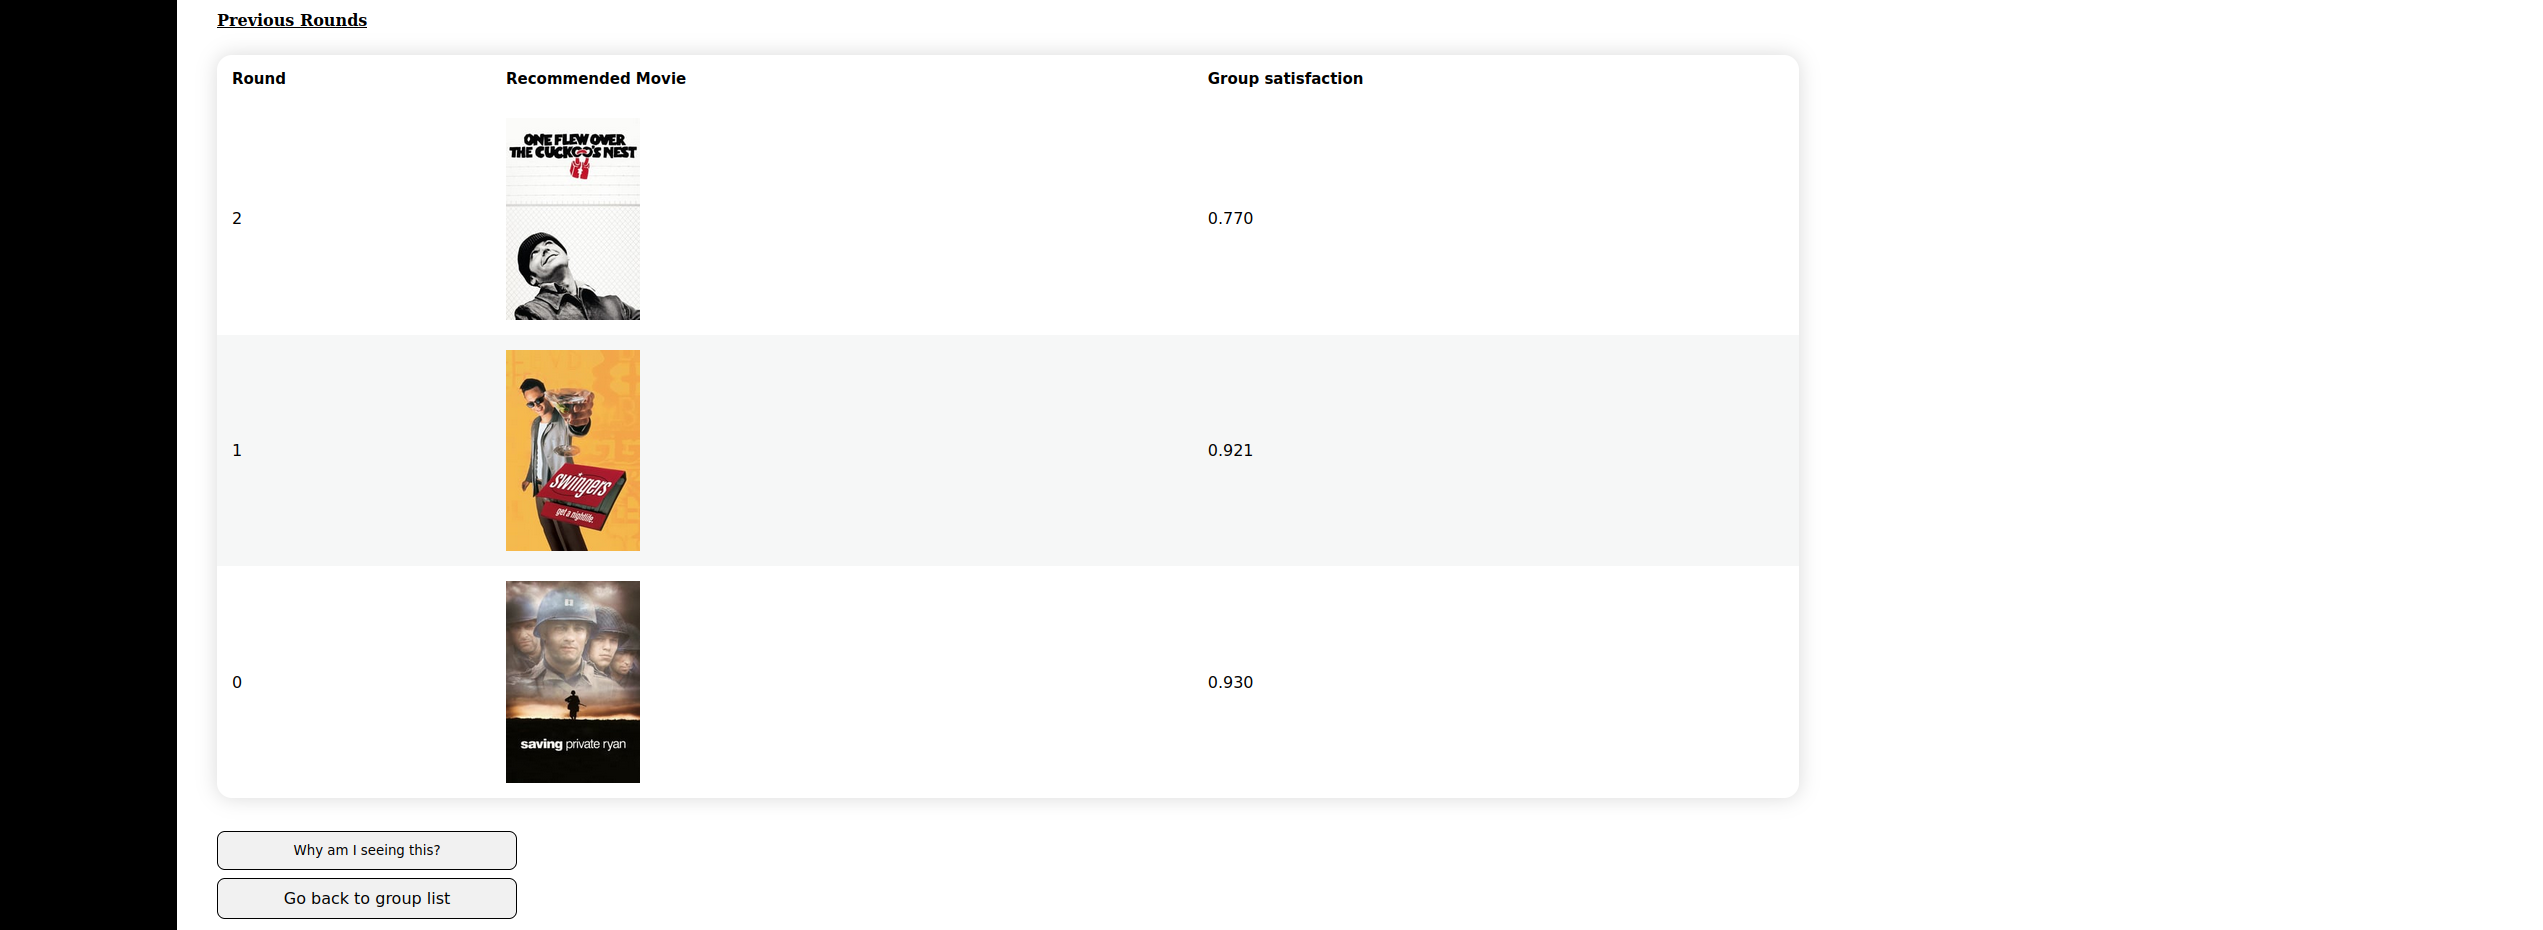 Previous Rounds
Round Recommended Movie Group satisfaction
ONE FLEW OVER
THE CUCKOO'S NEST
2 0.770
1 0.921
swingers
get a nightlife.
0 0.930
saving private ryan
Why am I seeing this?
Go back to group list